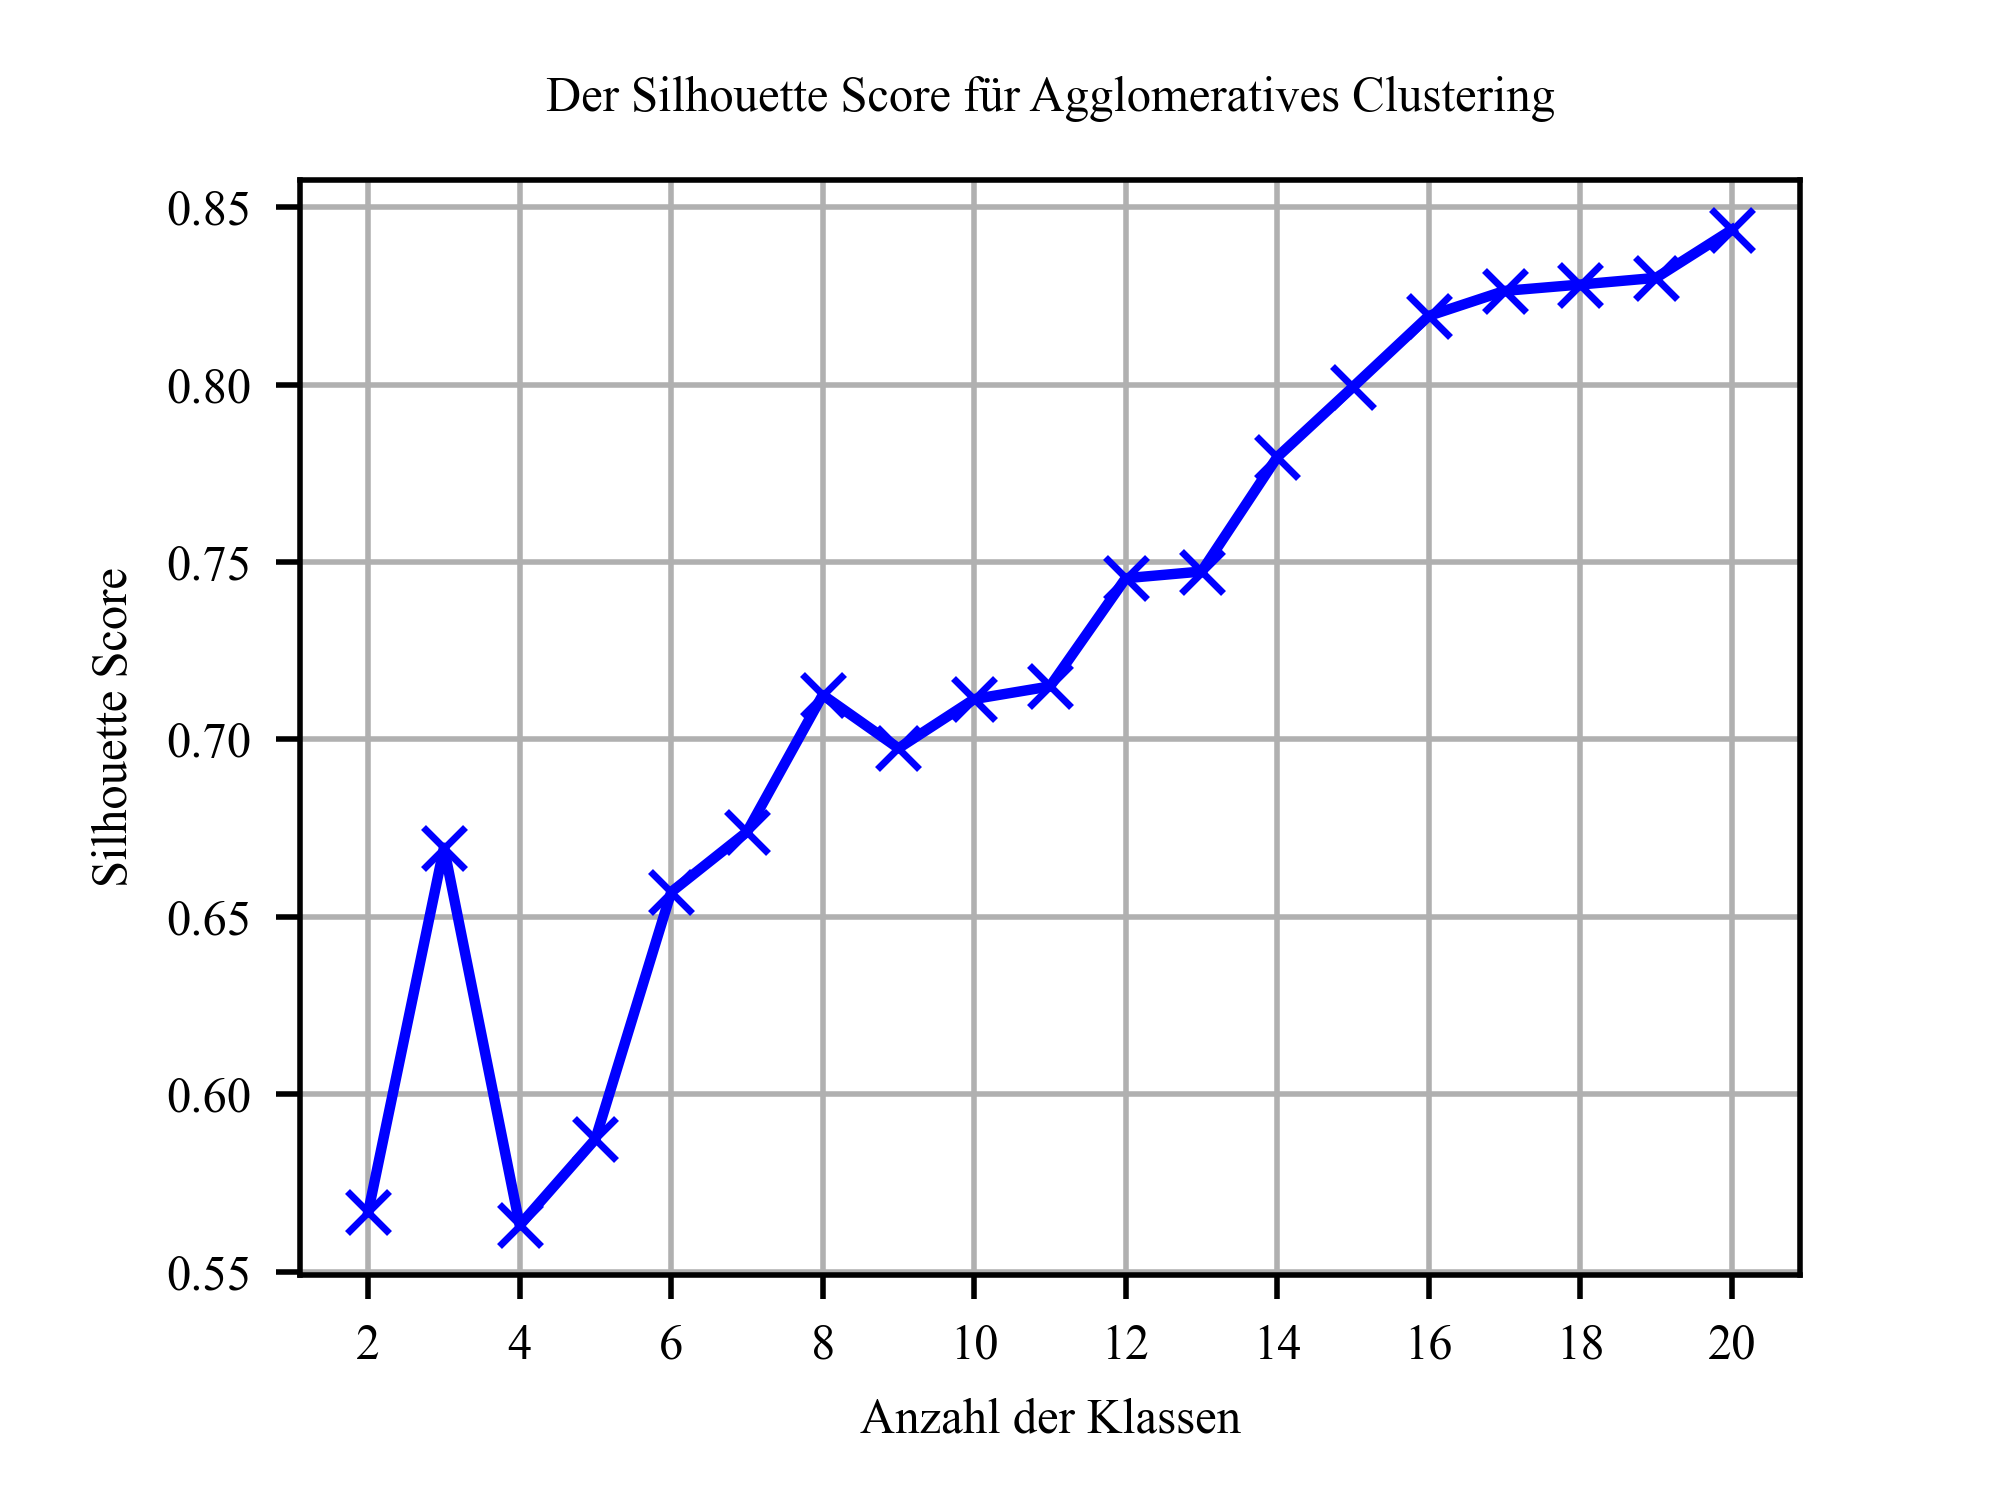 Der Silhouette Score für Agglomeratives Clustering
0.85
0.80
0.75
0.70
0.65
0.60
0.55
Silhouette Score
2 4 6 8 10 12 14 16 18 20
Anzahl der Klassen